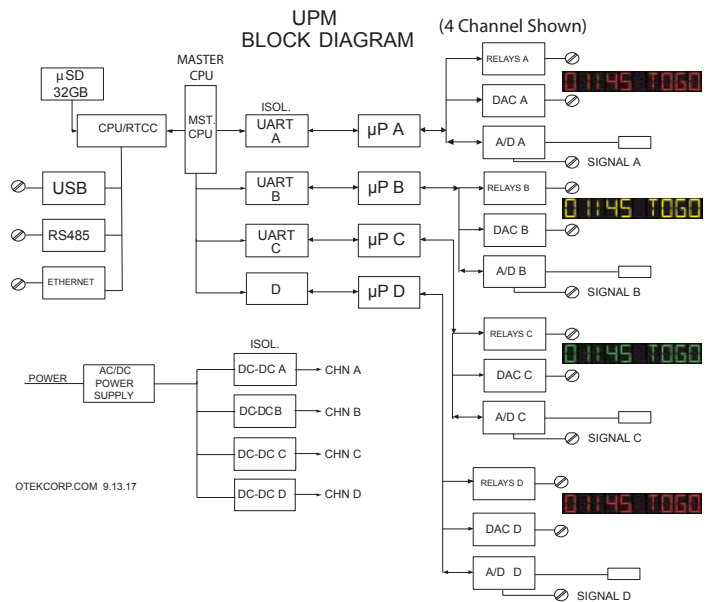 UPM
BLOCK DIAGRAM
(4 Channel Shown)
µSD
32GB
CPU/RTCC
USB
RS485
ETHERNET
MASTER
CPU
MST.
CPU
ISOL.
UART
A
UART
B
UART
C
D
µP A
µP B
µP C
µP D
RELAYS A
DAC A
A/D A
SIGNAL A
01:45 TOGO
RELAYS B
DAC B
A/D B
SIGNAL B
01:45 TOGO
RELAYS C
DAC C
A/D C
SIGNAL C
01:45 TOGO
RELAYS D
DAC D
A/D D
SIGNAL D
01:45 TOGO
POWER
AC/DC
POWER
SUPPLY
ISOL.
DC-DC A
CHN A
DC-DC B
CHN B
DC-DC C
CHN C
DC-DC D
CHN D
OTEKCORP.COM 9.13.17